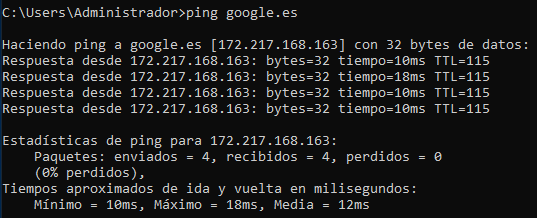 C:\Users\Administrador>ping google.es
Haciendo ping a google.es [172.217.168.163] con 32 bytes de datos:
Respuesta desde 172.217.168.163: bytes=32 tiempo=10ms TTL=115
Respuesta desde 172.217.168.163: bytes=32 tiempo=18ms TTL=115
Respuesta desde 172.217.168.163: bytes=32 tiempo=10ms TTL=115
Respuesta desde 172.217.168.163: bytes=32 tiempo=10ms TTL=115
Estadísticas de ping para 172.217.168.163:
    Paquetes: enviados = 4, recibidos = 4, perdidos = 0
    (0% perdidos),
Tiempos aproximados de ida y vuelta en milisegundos:
    Mínimo = 10ms, Máximo = 18ms, Media = 12ms